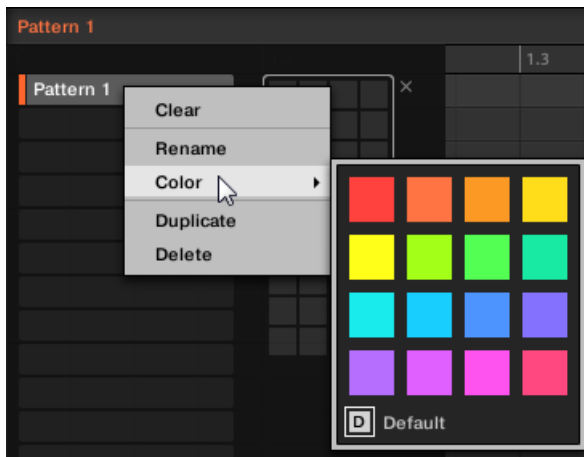 Pattern 1
1.3
Pattern 1
Clear
Rename
Color
Duplicate
Delete
D Default